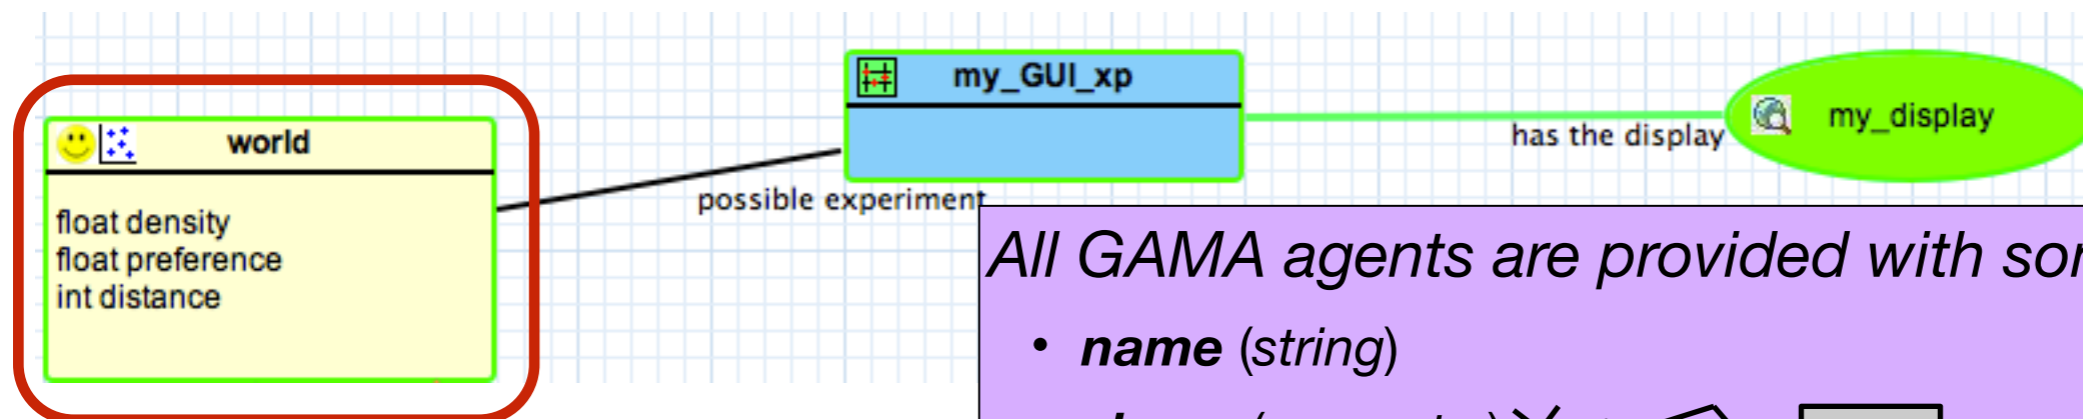 world
float density
float preference
int distance
possible experiment
my_GUI_xp
has the display
my_display
All GAMA agents are provided with
• name (string)